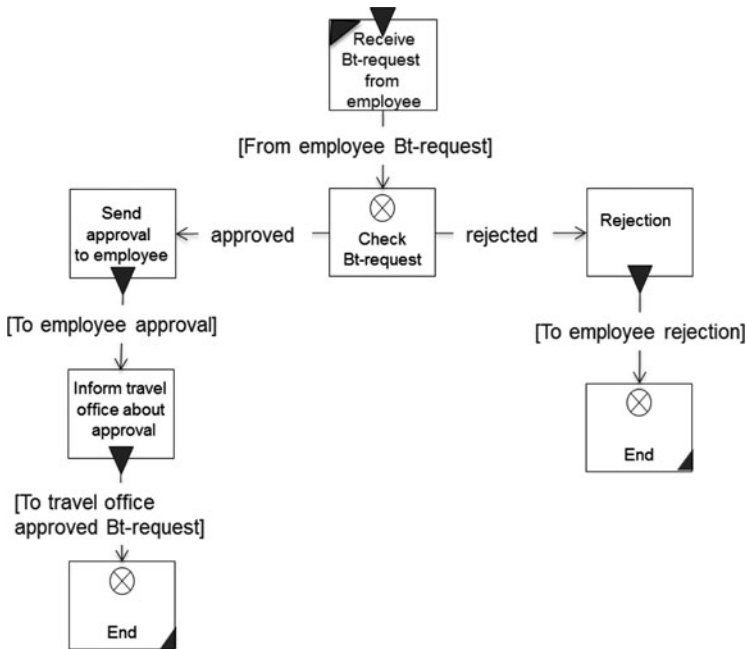 Receive
Bt-request
from
employee
[From employee Bt-request]
Send
approval
to employee
approved
Check
Bt-request
rejected
Rejection
[To employee approval]
[To employee rejection]
Inform travel
office about
approval
End
[To travel office
approved Bt-request]
End